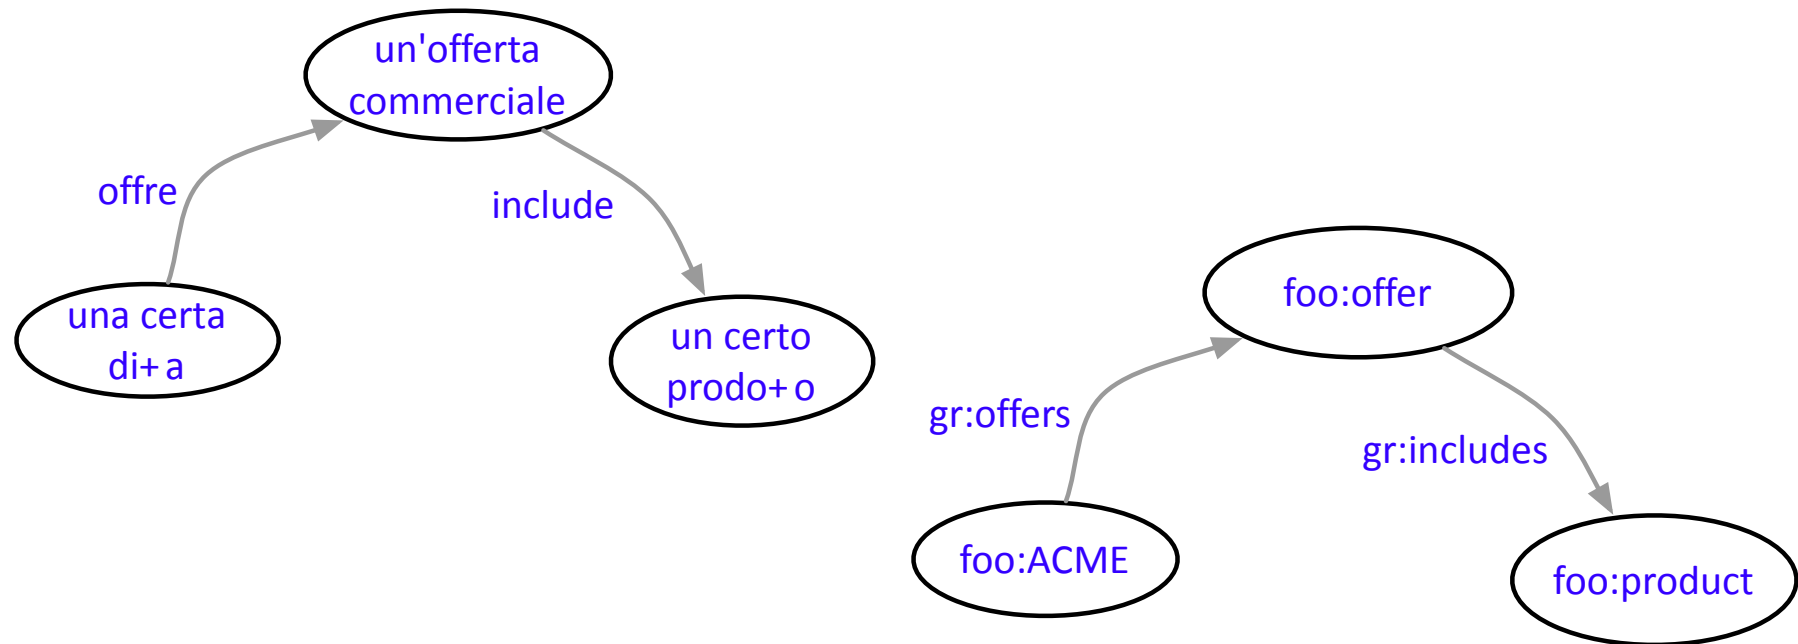 un'offerta
commerciale
offre
include
una certa
di+ a
un certo
prodo+ o
foo:offer
gr:offers
gr:includes
foo:ACME
foo:product